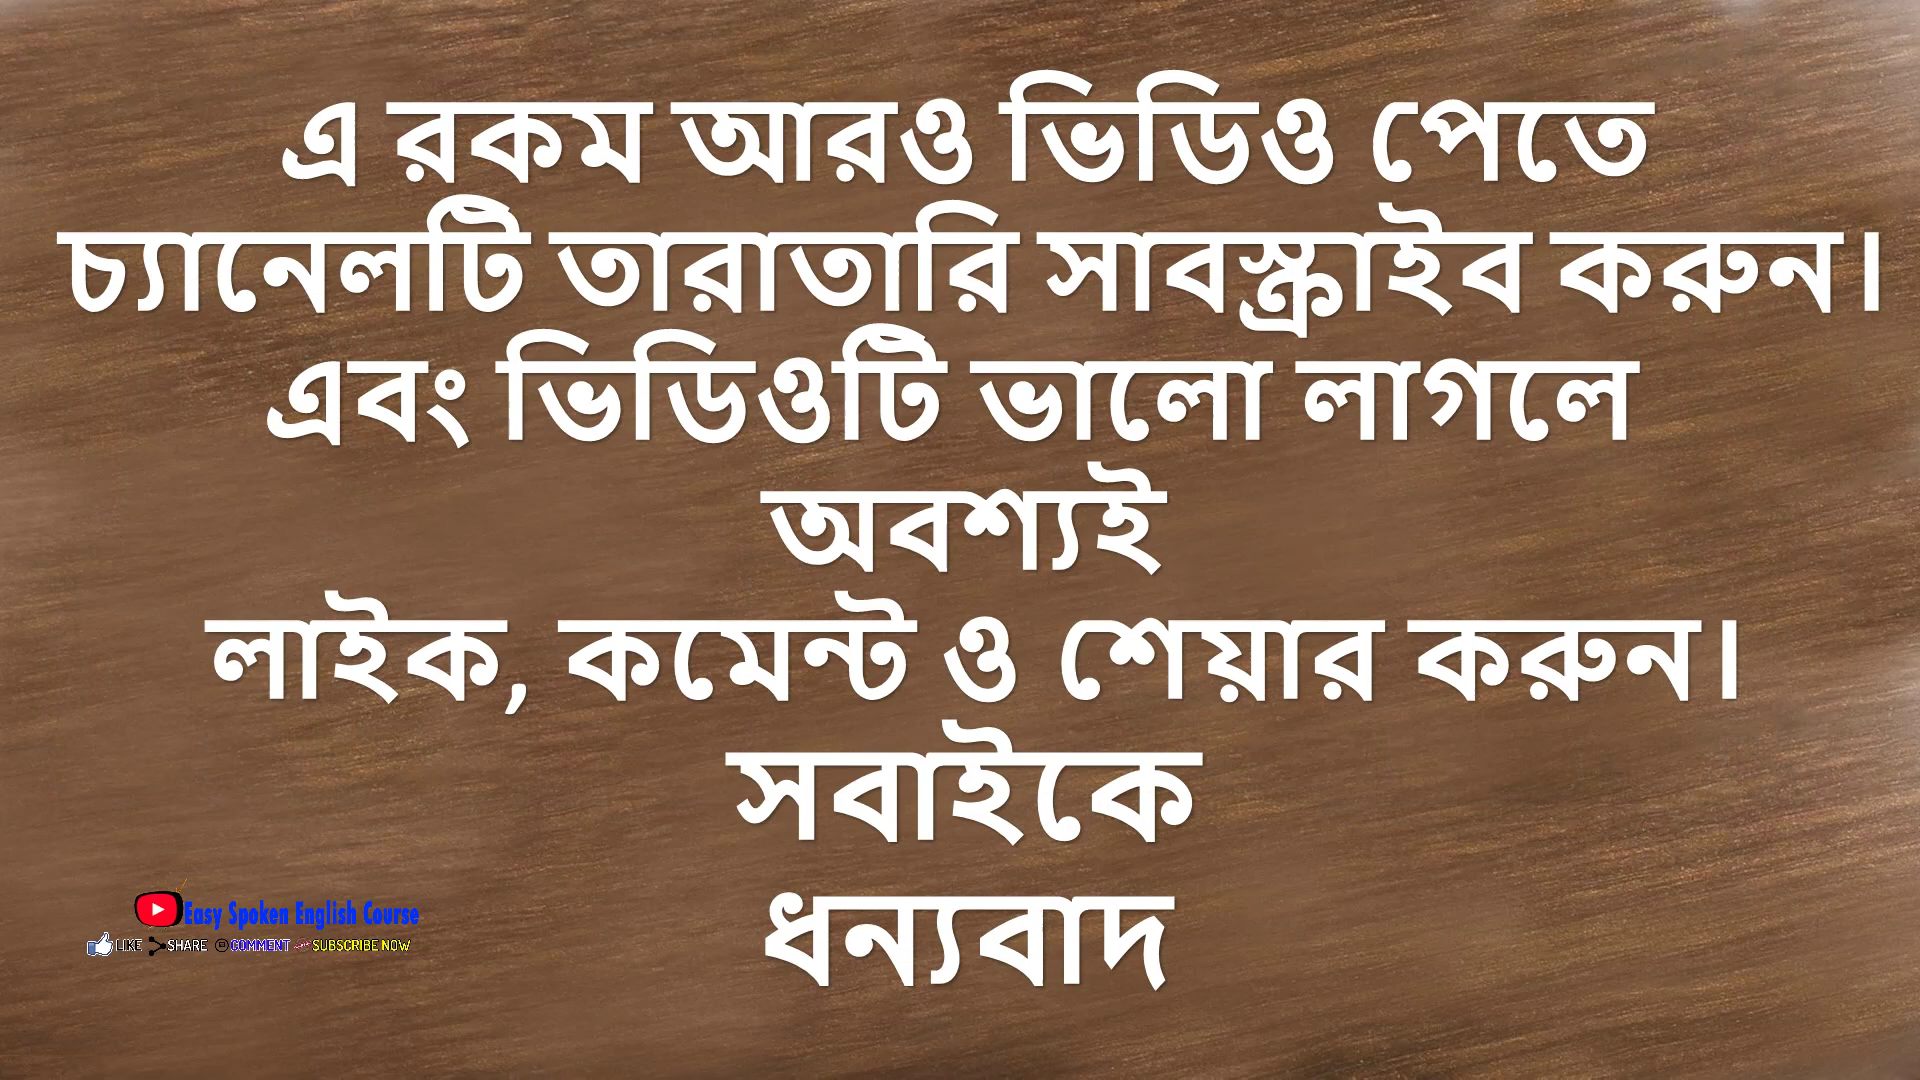 এ রকম আরও ভিডিও পেতে
চ্যানেলটি তারাতারি সাবস্ক্রাইব করুন।
এবং ভিডিওটি ভালো লাগলে
অবশ্যই
লাইক, কমেন্ট ও শেয়ার করুন।
সবাইকে
ধন্যবাদ
Easy Spoken English Course
LIKE SHARE COMMENT SUBSCRIBE NOW